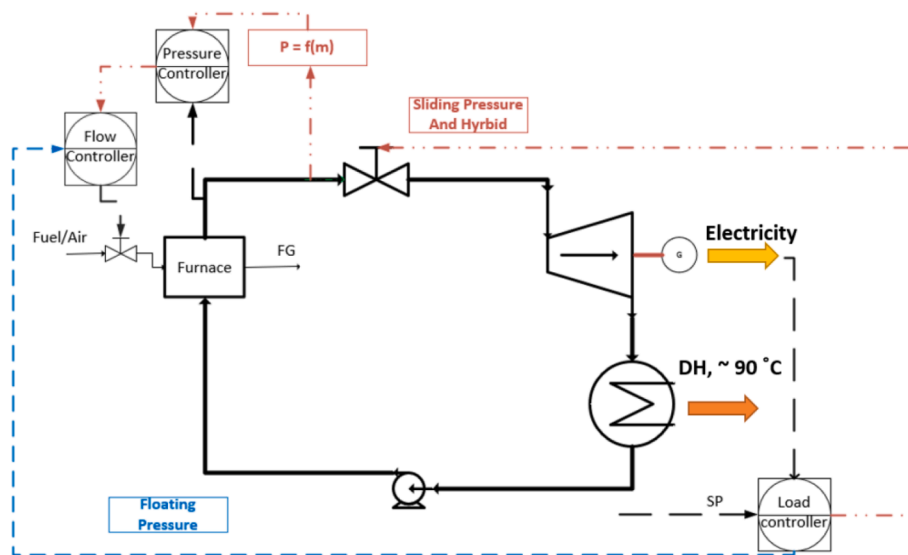 Pressure
Controller
P = f(m)
Sliding Pressure
And Hyrbid
Flow
Controller
Fuel/Air
Furnace
FG
G
Electricity
DH, ~ 90 ˚C
Floating
Pressure
SP
Load
controller